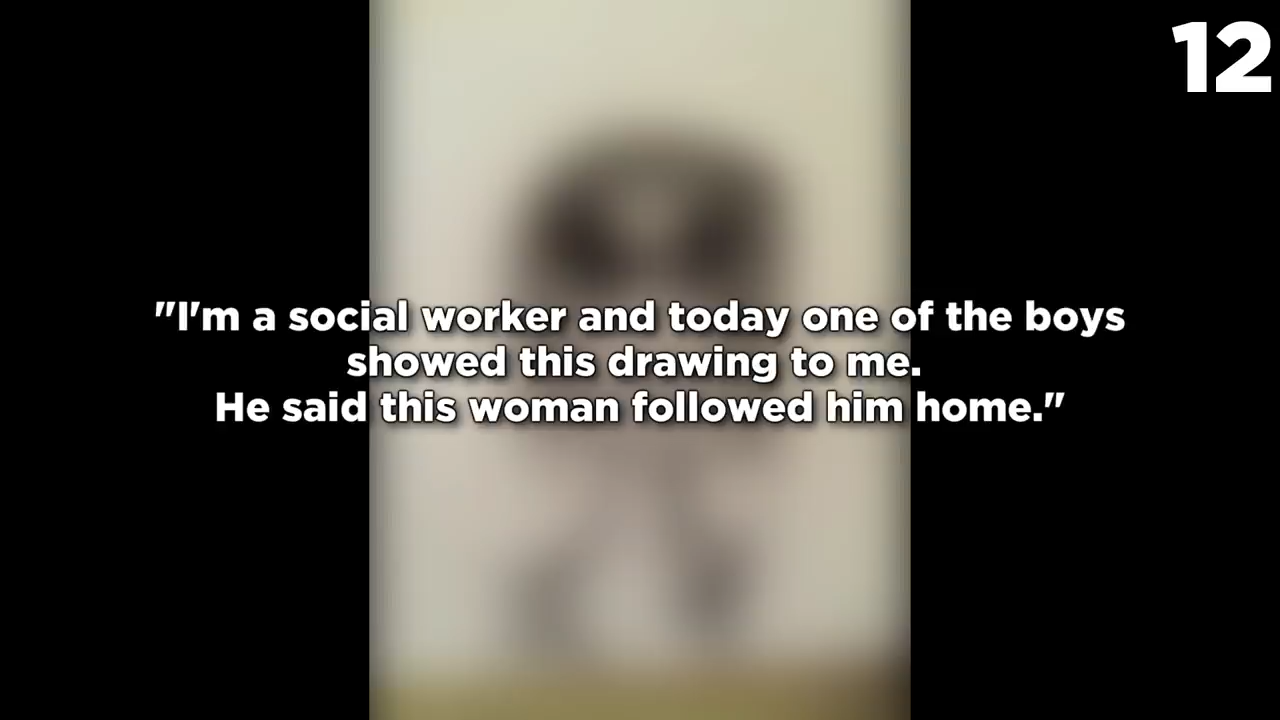 12
"I'm a social worker and today one of the boys
showed this drawing to me.
He said this woman followed him home."